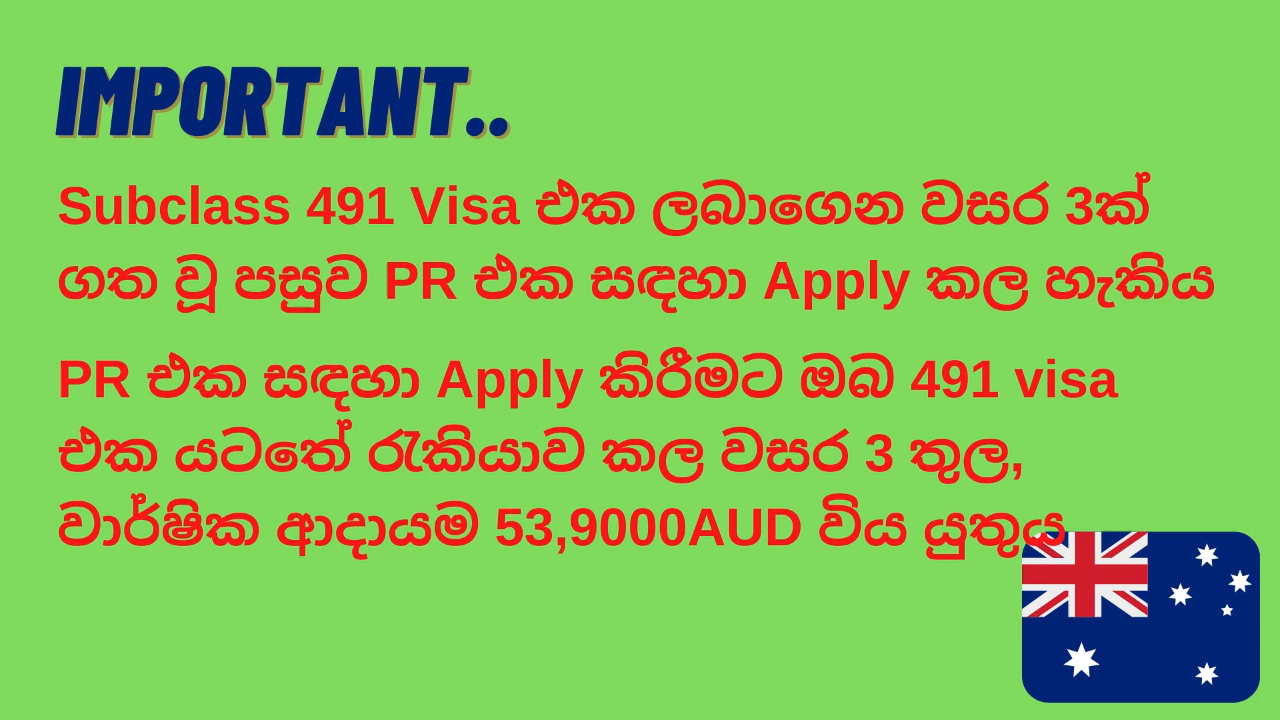 IMPORTANT..
Subclass 491 Visa එක ලබාගෙන වසර 3ක්
ගත වූ පසුව PR එක සඳහා Apply කල හැකිය
PR එක සඳහා Apply කිරීමට ඔබ 491 visa
එක යටතේ රැකියාව කල වසර 3 තුල,
වාර්ෂික ආදායම 53,9000AUD විය යුතුය